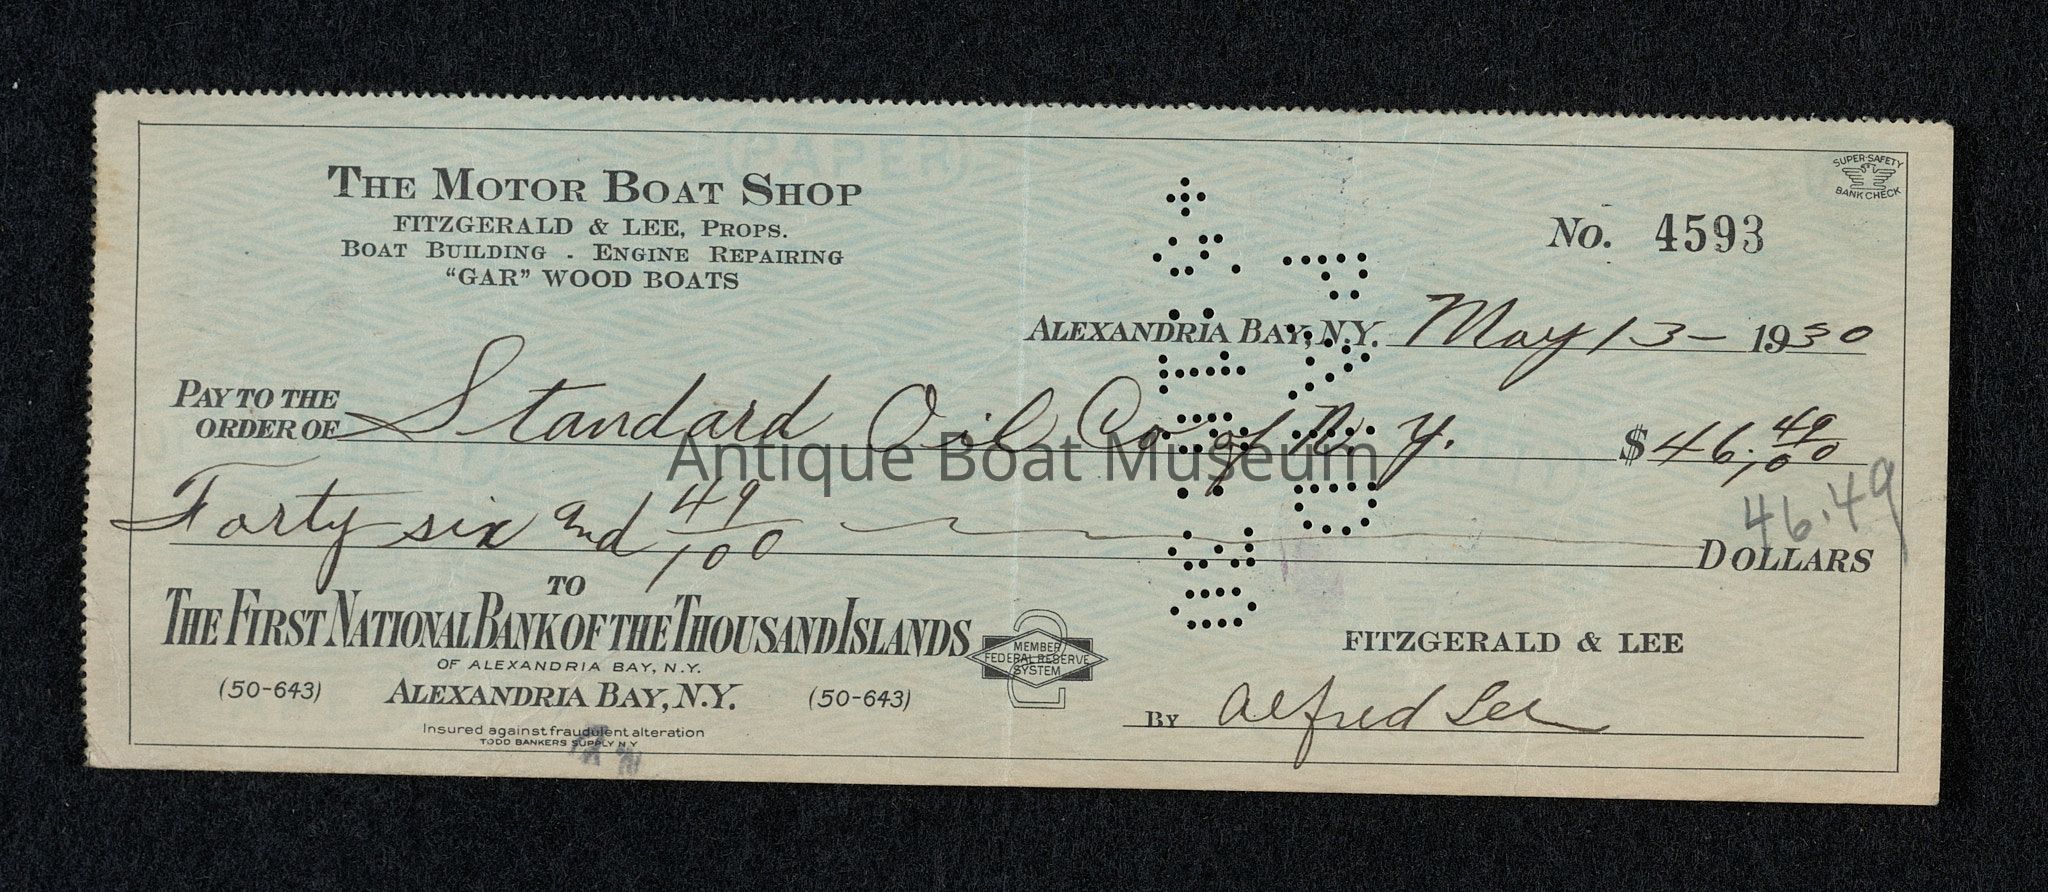 THE MOTOR BOAT SHOP
FITZGERALD & LEE, PROPS.
BOAT BUILDING - ENGINE REPAIRING
"GAR" WOOD BOATS
SUPER-SAFETY
BANK CHECK
No. 4593
ALEXANDRIA BAY, N.Y. May 13- 1930
PAY TO THE
ORDER OF Standard Oil Co of N. Y. $46.49/00
Antique Boat Museum
46.49
Forty six and 49/100 DOLLARS
TO
THE FIRST NATIONAL BANK OF THE THOUSAND ISLANDS
OF ALEXANDRIA BAY, N.Y.
(50-643) ALEXANDRIA BAY, N.Y. (50-643)
MEMBER
FEDERAL RESERVE
SYSTEM
FITZGERALD & LEE
BY Alfred Lee
Insured against fraudulent alteration
TODD BANKERS SUPPLY N Y
PAPER